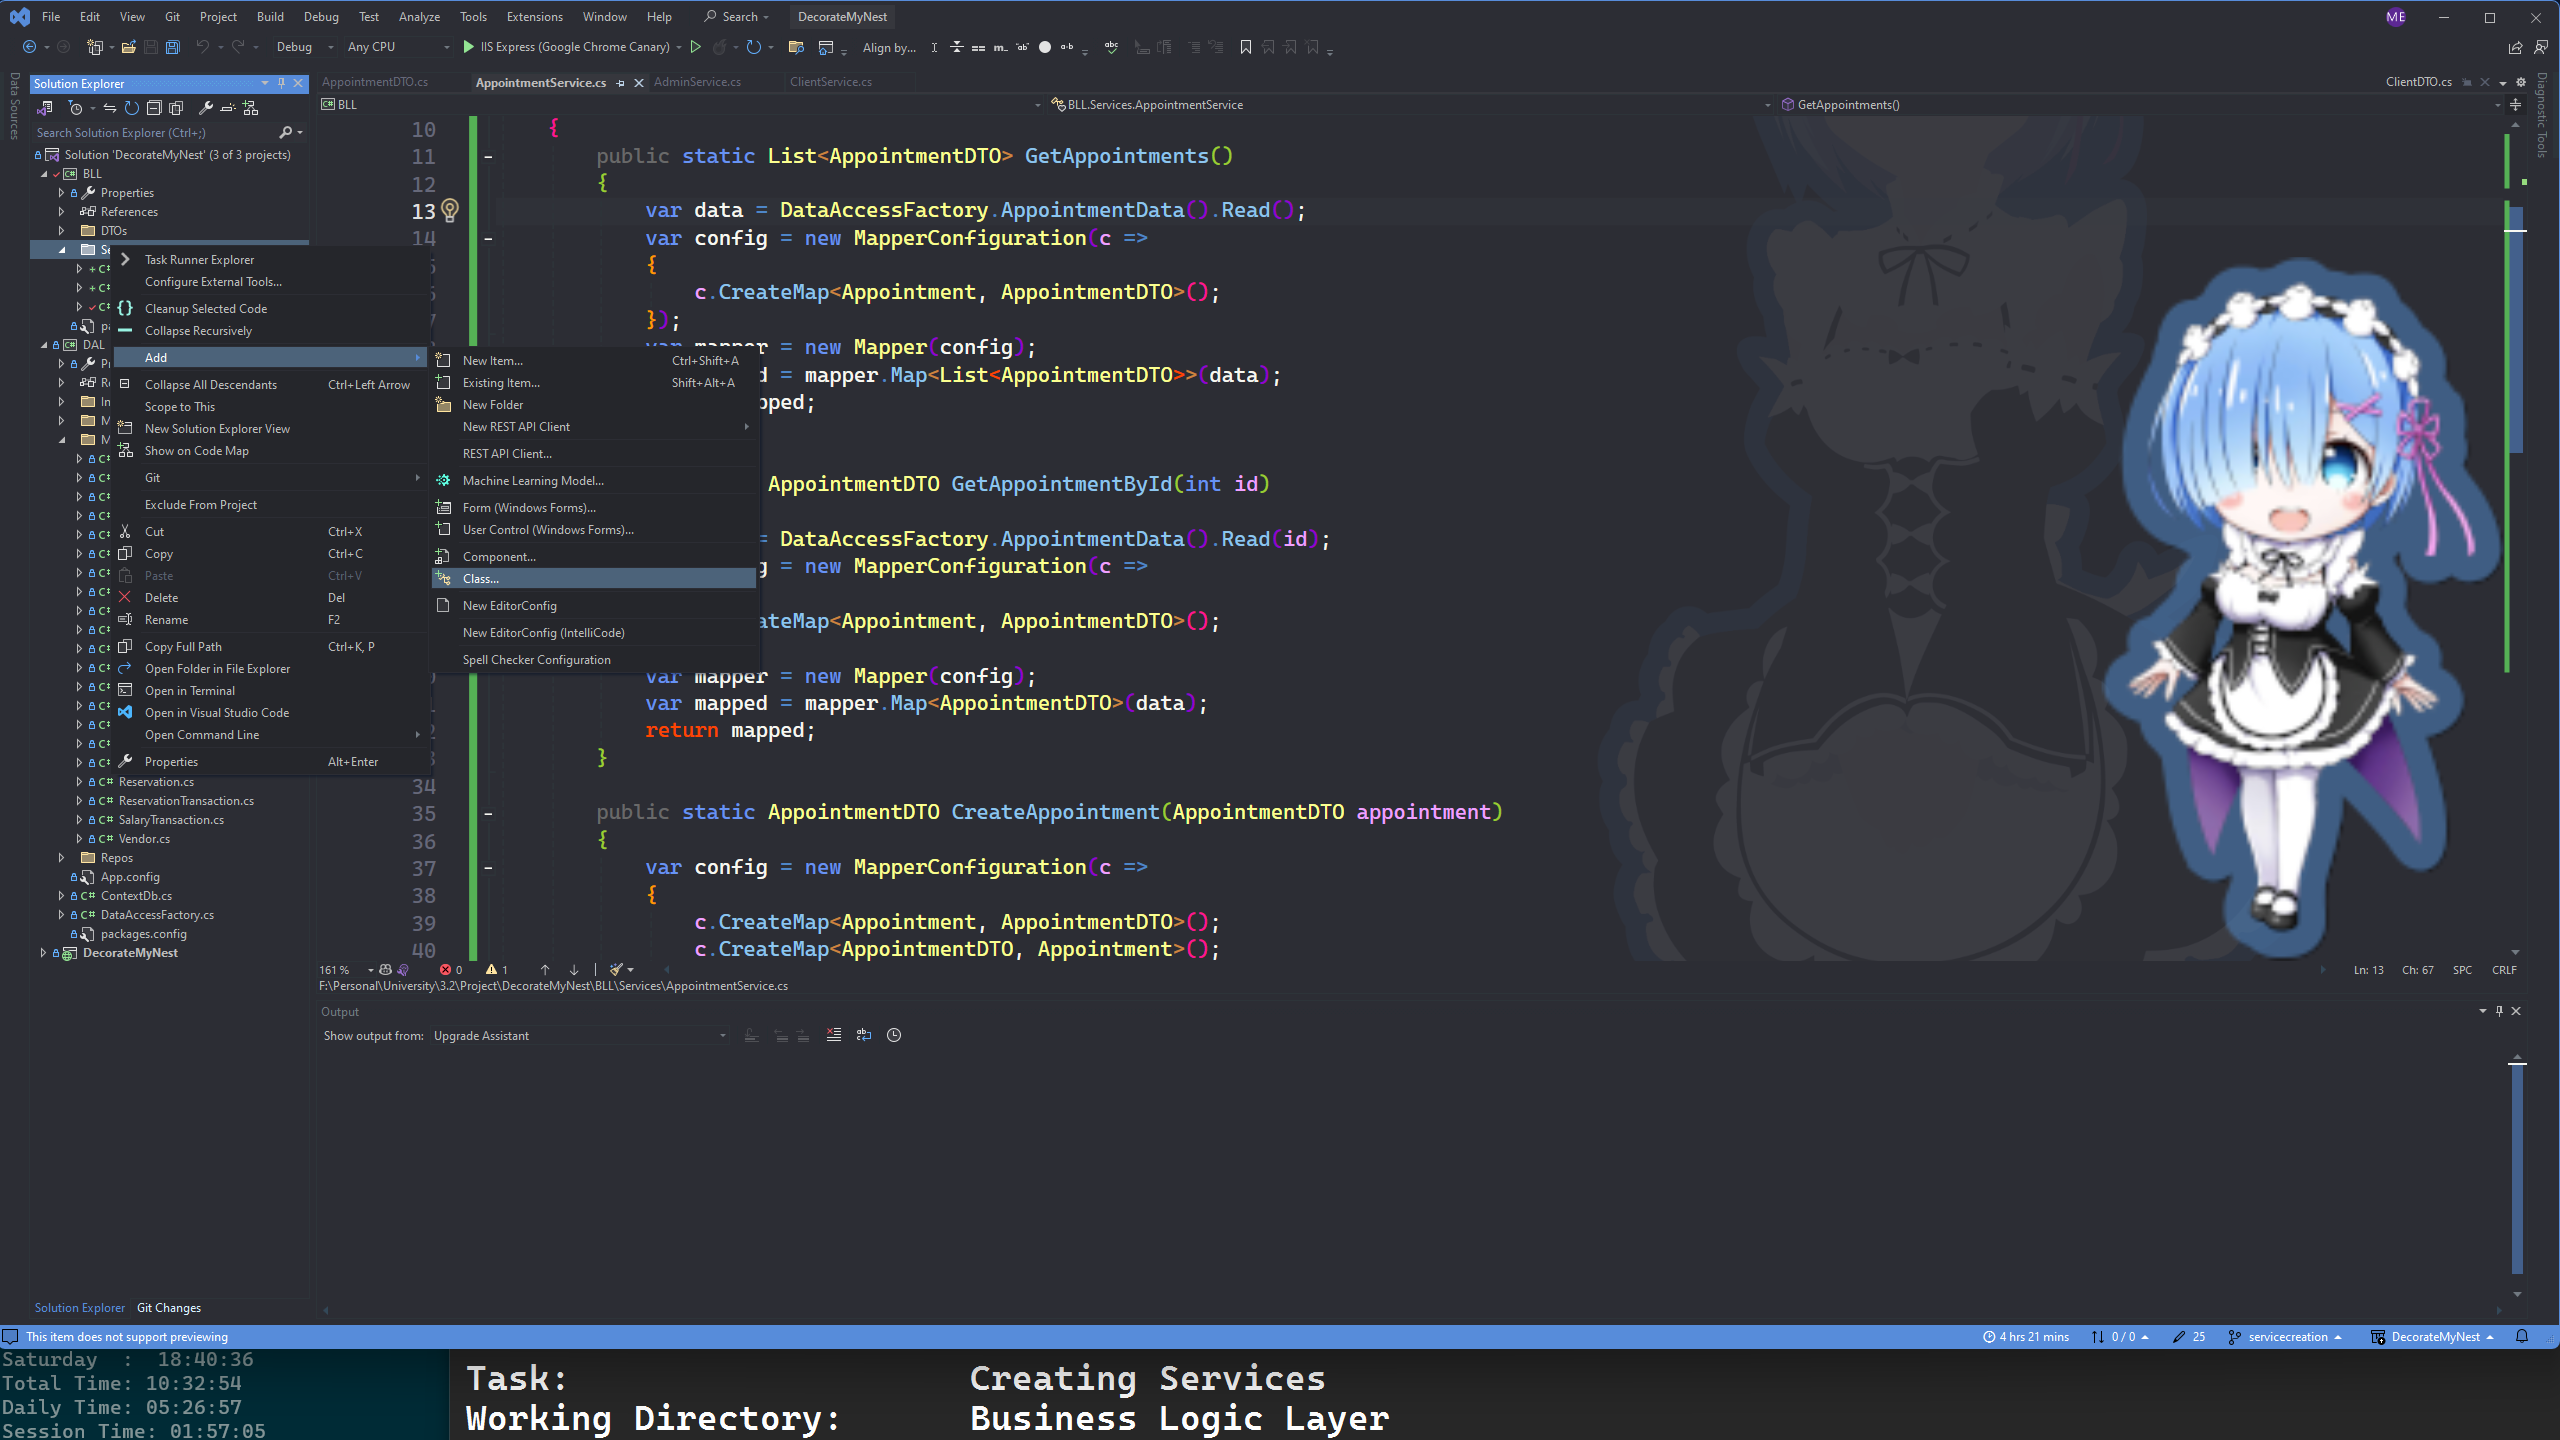 File Edit View Git Project Build Debug Test Analyze Tools Extensions Window Help Search DecorateMyNest ME
Debug Any CPU IIS Express (Google Chrome Canary) Align by...
Data Sources
Diagnostic Tools
Solution Explorer
AppointmentDTO.cs AppointmentService.cs AdminService.cs ClientService.cs ClientDTO.cs
BLL BLL.Services.AppointmentService GetAppointments()
Search Solution Explorer (Ctrl+;)
Solution 'DecorateMyNest' (3 of 3 projects)
BLL
Properties
References
DTOs
Se
DAL
Task Runner Explorer
Configure External Tools...
Cleanup Selected Code
Collapse Recursively
Add
Collapse All Descendants Ctrl+Left Arrow
Scope to This
New Solution Explorer View
Show on Code Map
Git
Exclude From Project
Cut Ctrl+X
Copy Ctrl+C
Paste Ctrl+V
Delete Del
Rename F2
Copy Full Path Ctrl+K, P
Open Folder in File Explorer
Open in Terminal
Open in Visual Studio Code
Open Command Line
Properties Alt+Enter
New Item... Ctrl+Shift+A
Existing Item... Shift+Alt+A
New Folder
New REST API Client
REST API Client...
Machine Learning Model...
Form (Windows Forms)...
User Control (Windows Forms)...
Component...
Class...
New EditorConfig
New EditorConfig (IntelliCode)
Spell Checker Configuration
Reservation.cs
ReservationTransaction.cs
SalaryTransaction.cs
Vendor.cs
Repos
App.config
ContextDb.cs
DataAccessFactory.cs
packages.config
DecorateMyNest
10 {
11 public static List<AppointmentDTO> GetAppointments()
12 {
13 var data = DataAccessFactory.AppointmentData().Read();
14 var config = new MapperConfiguration(c =>
{
c.CreateMap<Appointment, AppointmentDTO>();
});
var mapper = new Mapper(config);
d = mapper.Map<List<AppointmentDTO>>(data);
pped;
AppointmentDTO GetAppointmentById(int id)
= DataAccessFactory.AppointmentData().Read(id);
g = new MapperConfiguration(c =>
ateMap<Appointment, AppointmentDTO>();
var mapper = new Mapper(config);
var mapped = mapper.Map<AppointmentDTO>(data);
return mapped;
}
34
35 public static AppointmentDTO CreateAppointment(AppointmentDTO appointment)
36 {
37 var config = new MapperConfiguration(c =>
38 {
39 c.CreateMap<Appointment, AppointmentDTO>();
40 c.CreateMap<AppointmentDTO, Appointment>();
161 % 0 1 Ln: 13 Ch: 67 SPC CRLF
F:\Personal\University\3.2\Project\DecorateMyNest\BLL\Services\AppointmentService.cs
Output
Show output from: Upgrade Assistant
Solution Explorer Git Changes
This item does not support previewing 4 hrs 21 mins 0 / 0 25 servicecreation DecorateMyNest
Saturday : 18:40:36
Total Time: 10:32:54
Daily Time: 05:26:57
Session Time: 01:57:05
Task: Creating Services
Working Directory: Business Logic Layer